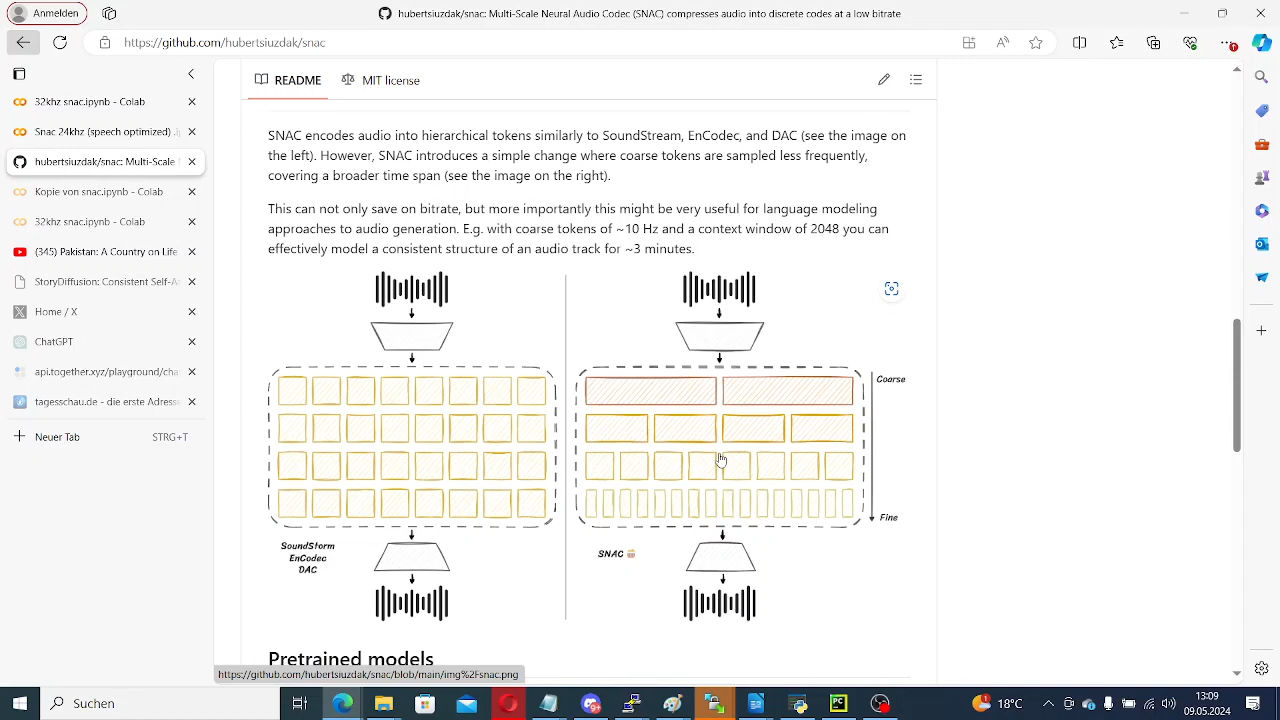 Anmelden
hubertsiuzdak/snac: Multi-Scale Neural Audio Codec (SNAC) compresses audio into discrete codes at a low bitrate
https://github.com/hubertsiuzdak/snac
32khz snac.ipynb - Colab
Snac 24khz (speech optimized) .i
hubertsiuzdak/snac: Multi-Scale
Kopie von snac.ipynb - Colab
32khz snac.ipynb - Colab
(345) Pakistan: A Country on Life
StoryDiffusion: Consistent Self-A
Home / X
ChatGPT
api.together.xyz/playground/cha
tagesschau.de - die erste Adresse
Neuer Tab STRG+T
README MIT license
SNAC encodes audio into hierarchical tokens similarly to SoundStream, EnCodec, and DAC (see the image on
the left). However, SNAC introduces a simple change where coarse tokens are sampled less frequently,
covering a broader time span (see the image on the right).
This can not only save on bitrate, but more importantly this might be very useful for language modeling
approaches to audio generation. E.g. with coarse tokens of ~10 Hz and a context window of 2048 you can
effectively model a consistent structure of an audio track for ~3 minutes.
Coarse
Fine
SoundStorm
EnCodec
DAC
SNAC
Pretrained models
https://github.com/hubertsiuzdak/snac/blob/main/img%2Fsnac.png
Suchen
PC
1
18°C
13:09
09.05.2024